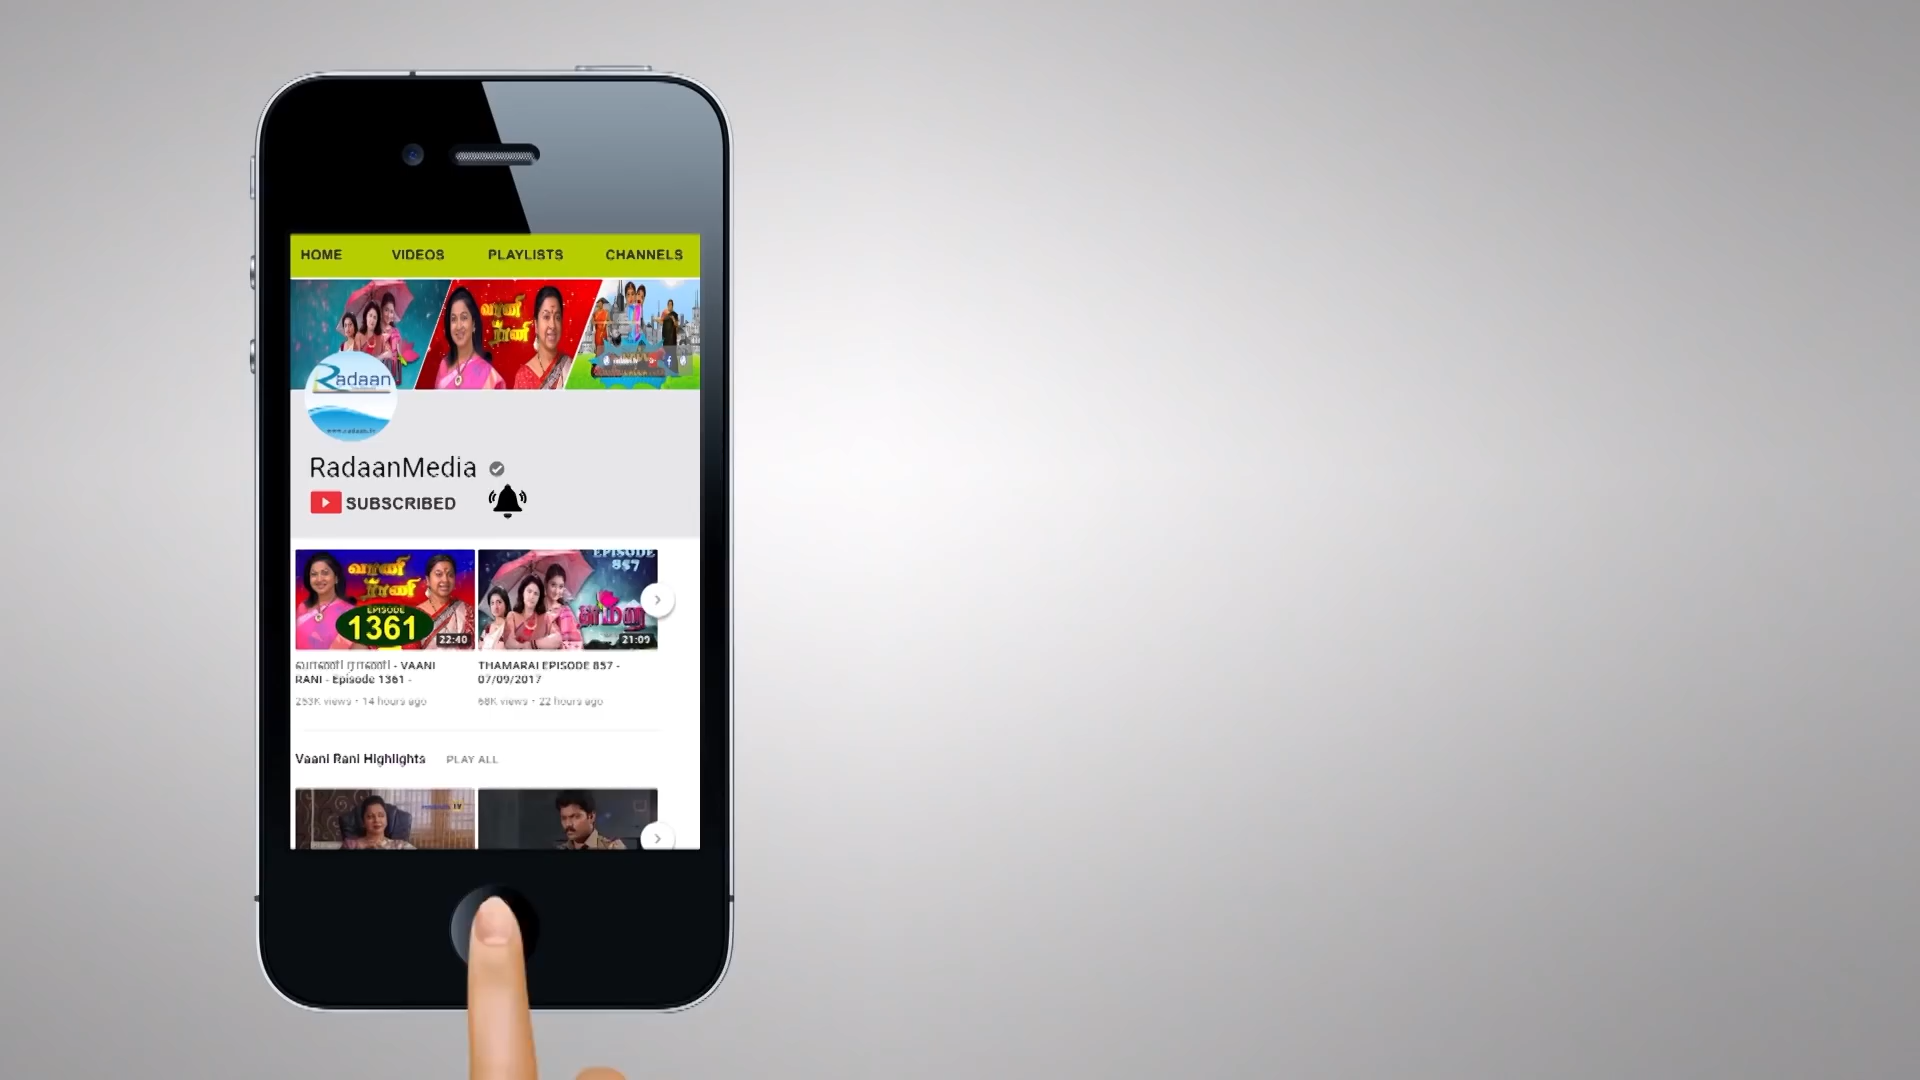 HOME VIDEOS PLAYLISTS CHANNELS
வாணி
ராணி
Radaan
RadaanMedia
SUBSCRIBED
வாணி
ராணி
EPISODE
1361
22:40
EPISODE
857
தாமரை
21:09
வாணி ராணி - VAANI
RANI - Episode 1361 -
253K views • 14 hours ago
THAMARAI EPISODE 857 -
07/09/2017
68K views • 22 hours ago
Vaani Rani Highlights PLAY ALL